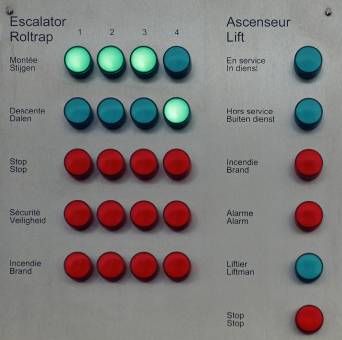 Escalator
Roltrap
1 2 3 4
Montée
Stijgen
Descente
Dalen
Stop
Stop
Sécurité
Veiligheid
Incendie
Brand
Ascenseur
Lift
En service
In dienst
Hors service
Buiten dienst
Incendie
Brand
Alarme
Alarm
Liftier
Liftman
Stop
Stop